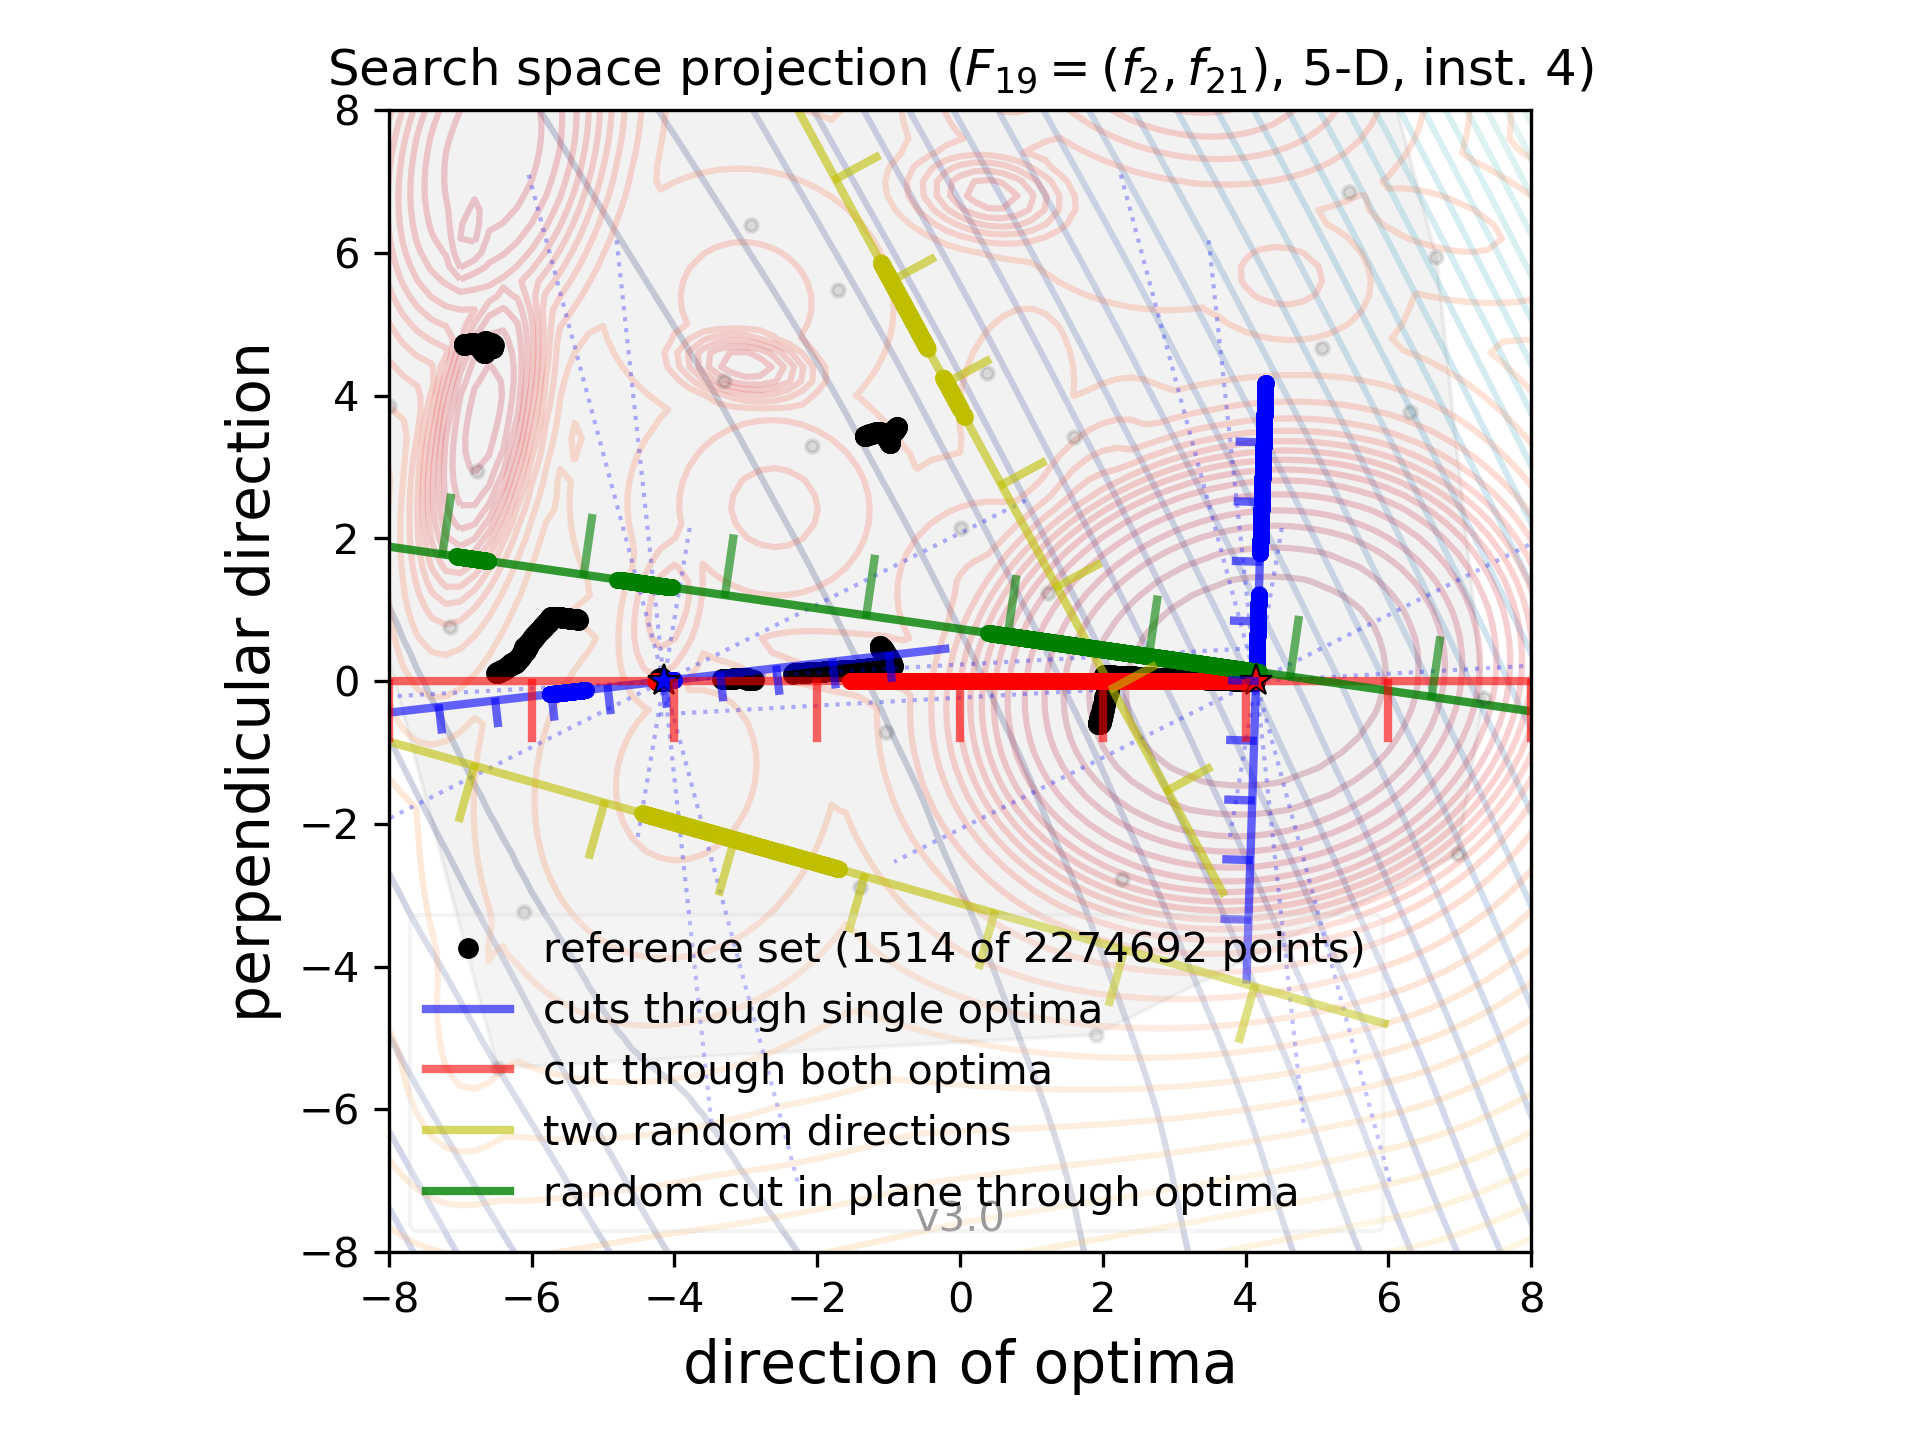 Search space projection (F₁₉ = (f₂, f₂₁), 5-D, inst. 4)
8
6
4
2
0
−2
−4
−6
−8
perpendicular direction
reference set (1514 of 2274692 points)
cuts through single optima
cut through both optima
two random directions
random cut in plane through optima
v3.0
−8 −6 −4 −2 0 2 4 6 8
direction of optima